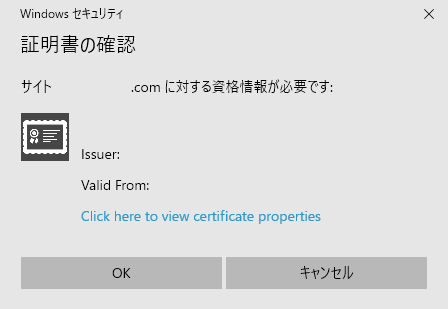 Windows セキュリティ
証明書の確認
サイト .com に対する資格情報が必要です:
Issuer:
Valid From:
Click here to view certificate properties
OK
キャンセル